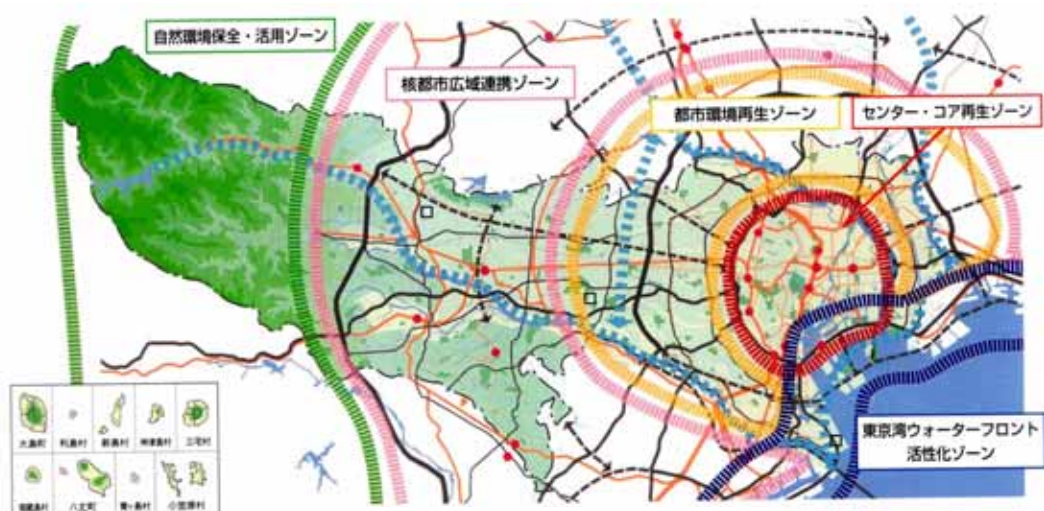 自然環境保全・活用ゾーン
核都市広域連携ゾーン
都市環境再生ゾーン
センター・コア再生ゾーン
東京湾ウォーターフロント
活性化ゾーン
大島町
利島村
新島村
神津島村
三宅村
御蔵島村
八丈町
青ヶ島村
小笠原村